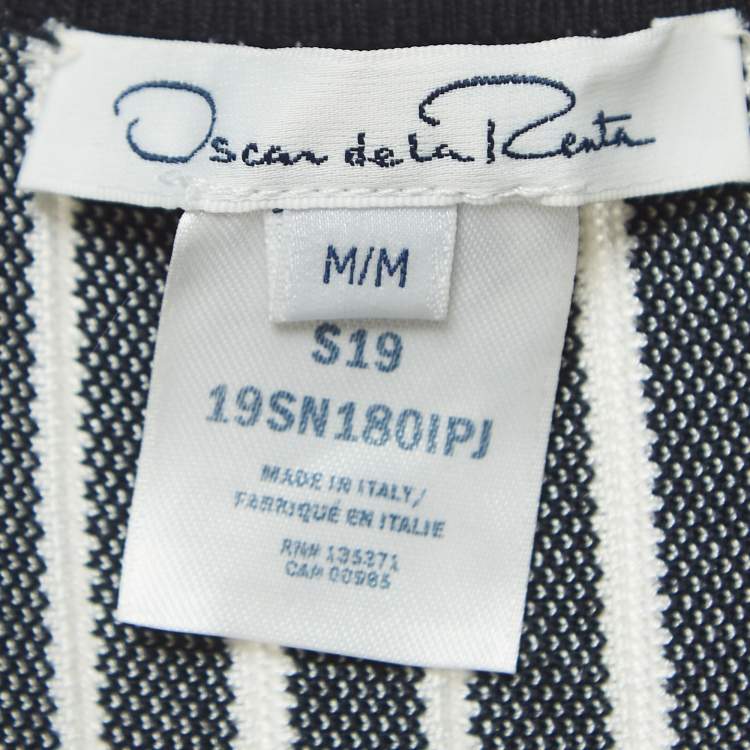 Oscar de la Renta
M/M
S19
19SN180IPJ
MADE IN ITALY/
FABRIQUÉ EN ITALIE
RN# 135371
CA# 00985